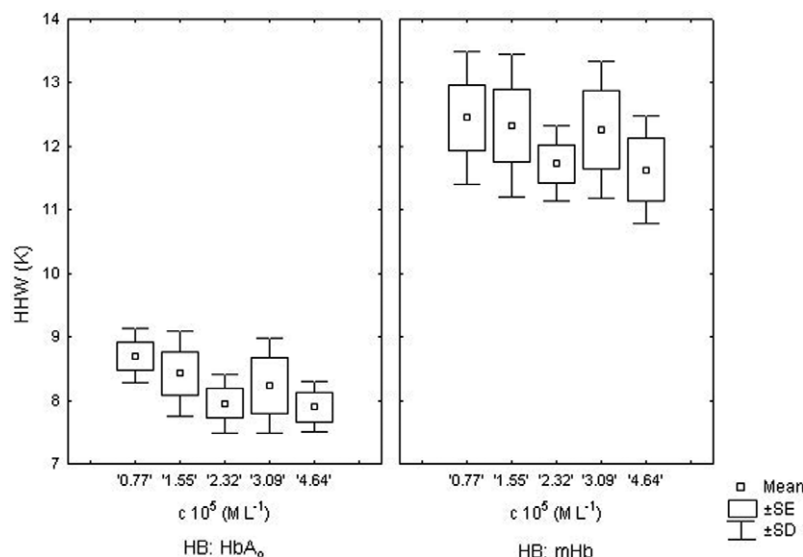 HHW (K)
14
13
12
11
10
9
8
7
'0.77' '1.55' '2.32' '3.09' '4.64'
c 10⁵ (M L⁻¹)
HB: HbA₀
'0.77' '1.55' '2.32' '3.09' '4.64'
c 10⁵ (M L⁻¹)
HB: mHb
Mean
±SE
±SD